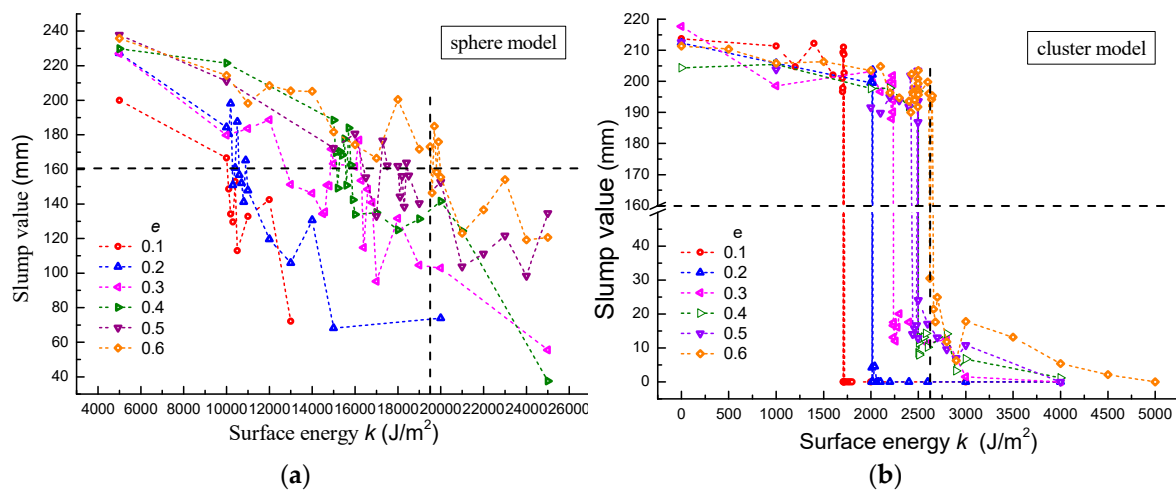 (a)
sphere model
Slump value (mm)
240
220
200
180
160
140
120
100
80
60
40
e
0.1
0.2
0.3
0.4
0.5
0.6
4000 6000 8000 10000 12000 14000 16000 18000 20000 22000 24000 26000
Surface energy k (J/m²)
(a)
b
cluster model
Slump value (mm)
220
210
200
190
180
170
160
40
30
20
10
0
e
0.1
0.2
0.3
0.4
0.5
0.6
0 500 1000 1500 2000 2500 3000 3500 4000 4500 5000
Surface energy k (J/m²)
(b)